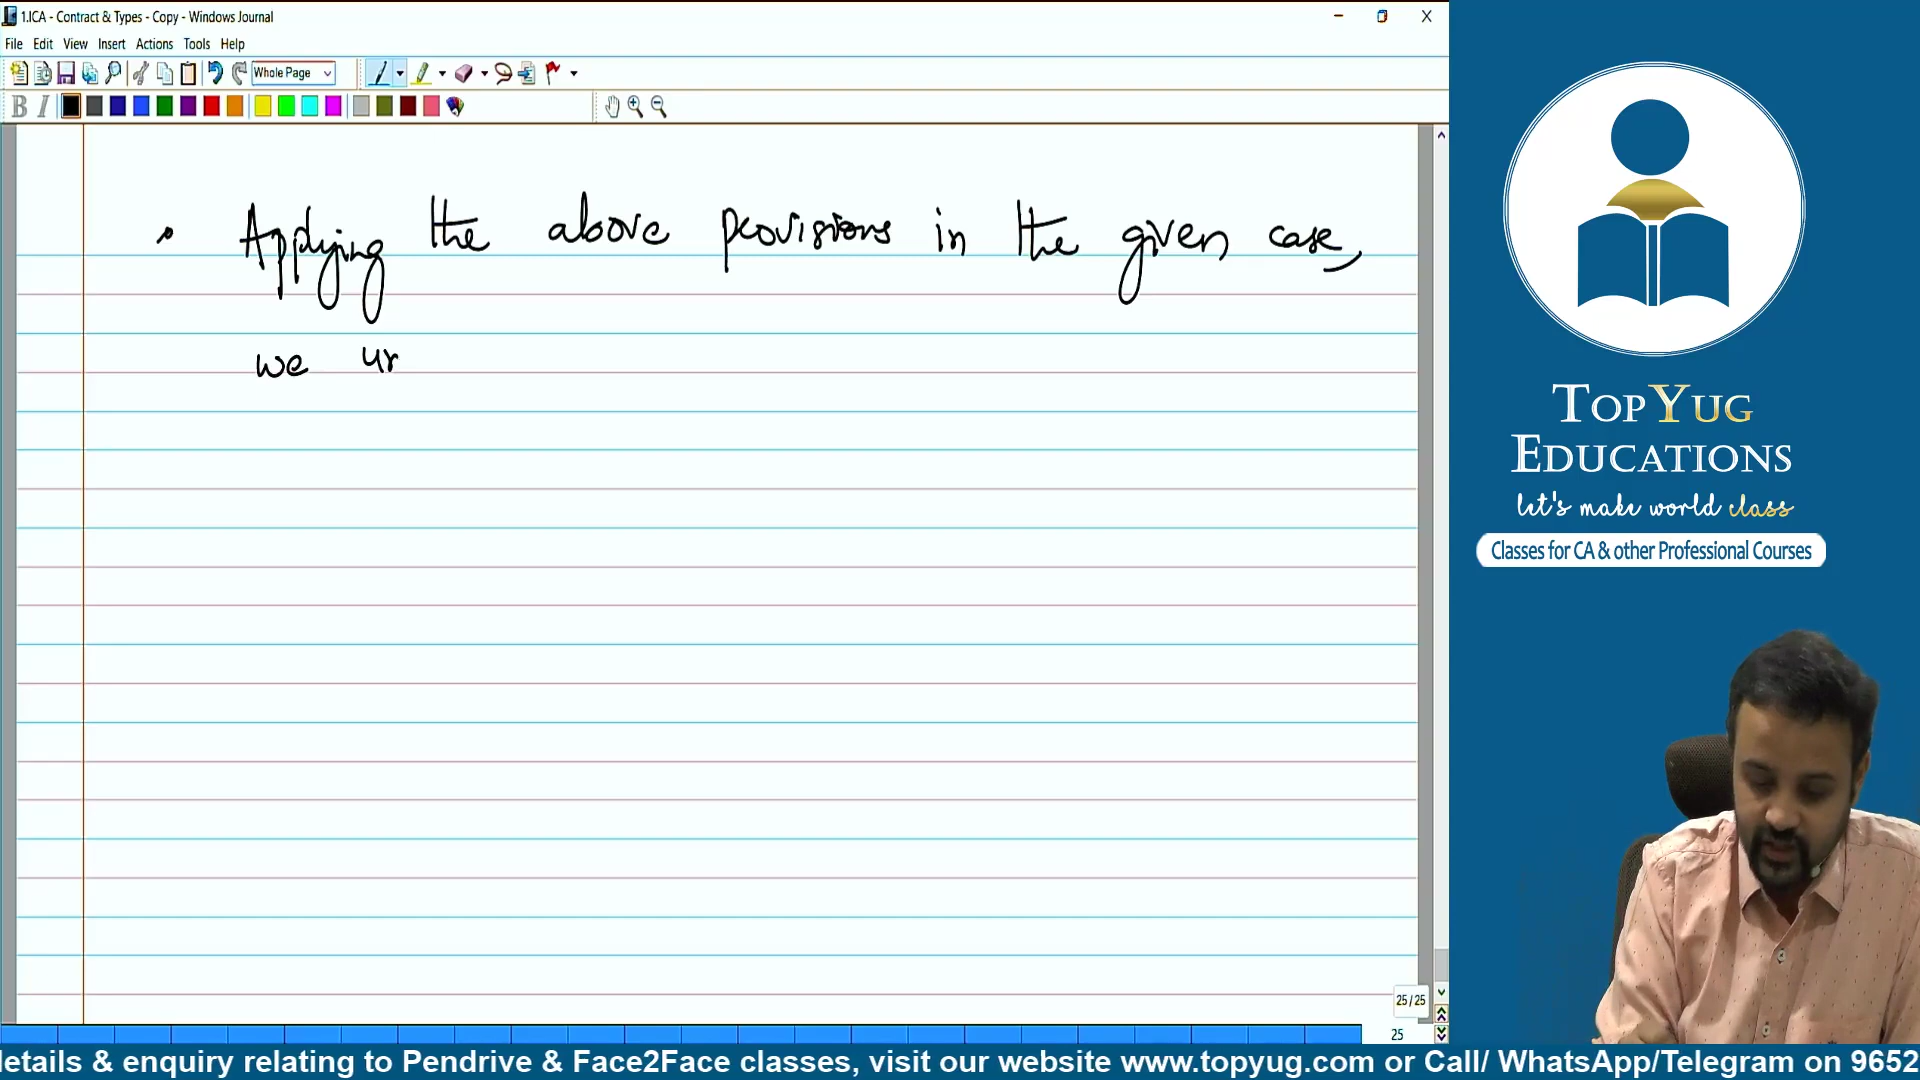 1.ICA - Contract & Types - Copy - Windows Journal
File Edit View Insert Actions Tools Help
Whole Page
B I
• Applying the above provisions in the given case,
we ur
25 / 25
25
TopYug
Educations
let's make world class
Classes for CA & other Professional Courses
details & enquiry relating to Pendrive & Face2Face classes, visit our website www.topyug.com or Call/ WhatsApp/Telegram on 9652